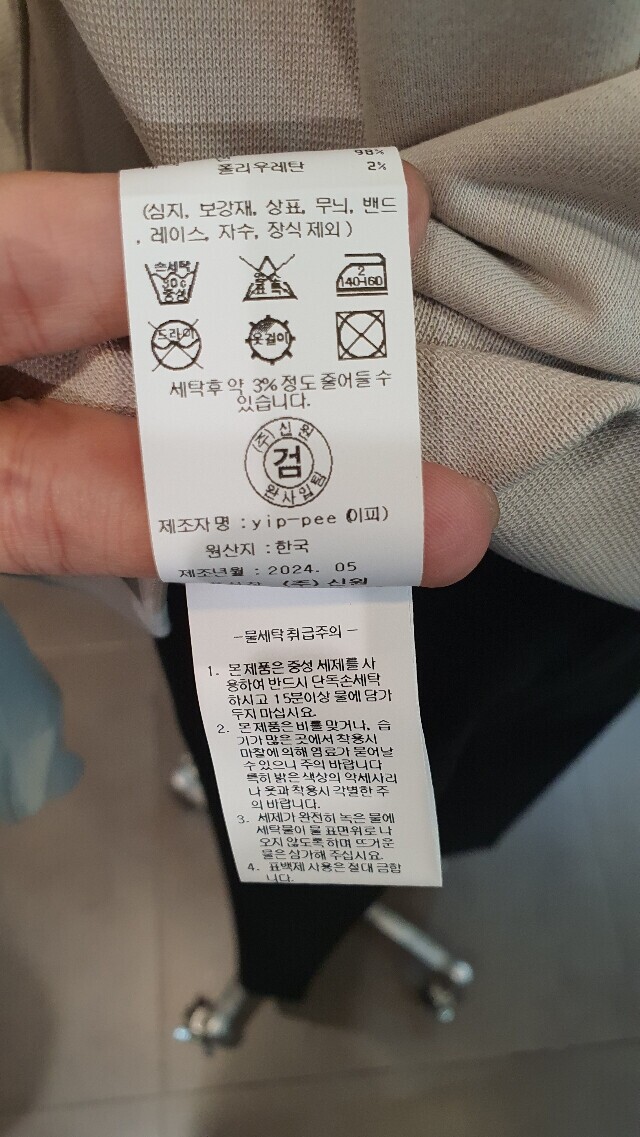 98%
폴리우레탄 2%
(심지, 보강재, 상표, 무늬, 밴드
, 레이스, 자수, 장식 제외)
손세탁
30℃
중성
염소
표백
2
140-160
드라이
옷걸이
세탁후 약 3% 정도 줄어들 수
있습니다.
(주)신원
검
완사입팀
제조자명 : yip-pee (이피)
원산지 : 한국
제조년월 : 2024. 05
(주) 신원
-물세탁 취급주의-
1. 본제품은 중성 세제를 사
용하여 반드시 단독손세탁
하시고 15분이상 물에 담가
두지 마십시요.
2. 본제품은 비를 맞거나, 습
기가 많은 곳에서 착용시
마찰에 의해 염료가 묻어날
수 있으니 주의 바랍니다
특히 밝은 색상의 악세사리
나 옷과 착용시 각별한 주
의 바랍니다.
3. 세제가 완전히 녹은 물에
세탁물이 물 표면위로 나
오지 않도록 하며 뜨거운
물은 삼가해 주십시요.
4. 표백제 사용은 절대 금합
니다.